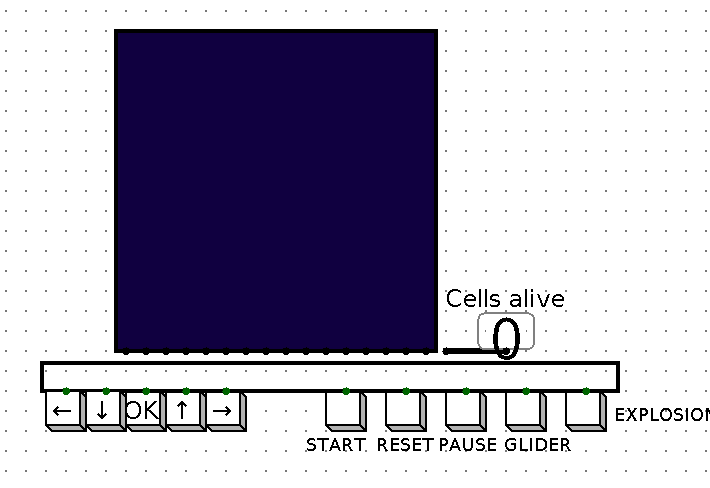 Cells alive
0
← ↓ OK ↑ →
EXPLOSION
START RESET PAUSE GLIDER